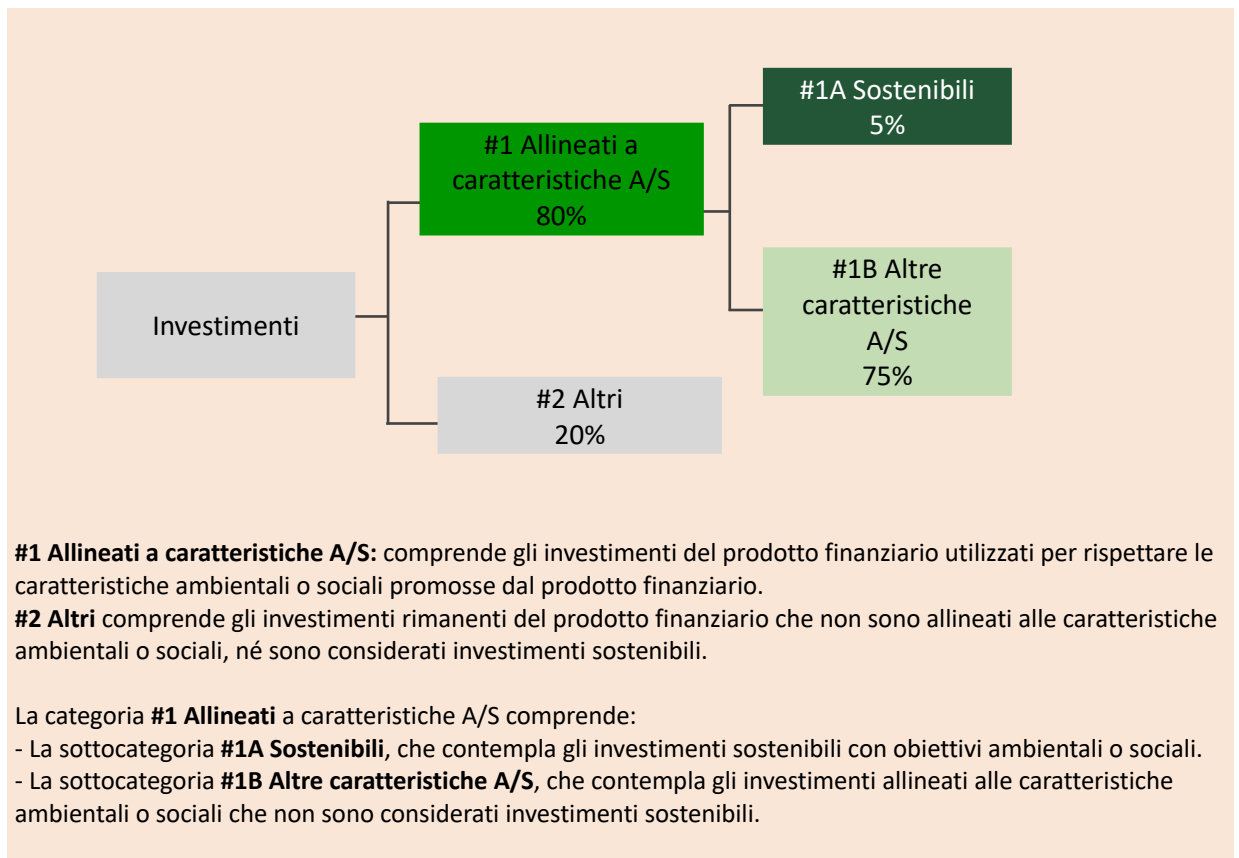 #1A Sostenibili
5%
#1 Allineati a
caratteristiche A/S
80%
#1B Altre
caratteristiche
A/S
75%
Investimenti
#2 Altri
20%
#1 Allineati a caratteristiche A/S: comprende gli investimenti del prodotto finanziario utilizzati per rispettare le
caratteristiche ambientali o sociali promosse dal prodotto finanziario.
#2 Altri comprende gli investimenti rimanenti del prodotto finanziario che non sono allineati alle caratteristiche
ambientali o sociali, né sono considerati investimenti sostenibili.
La categoria #1 Allineati a caratteristiche A/S comprende:
- La sottocategoria #1A Sostenibili, che contempla gli investimenti sostenibili con obiettivi ambientali o sociali.
- La sottocategoria #1B Altre caratteristiche A/S, che contempla gli investimenti allineati alle caratteristiche
ambientali o sociali che non sono considerati investimenti sostenibili.